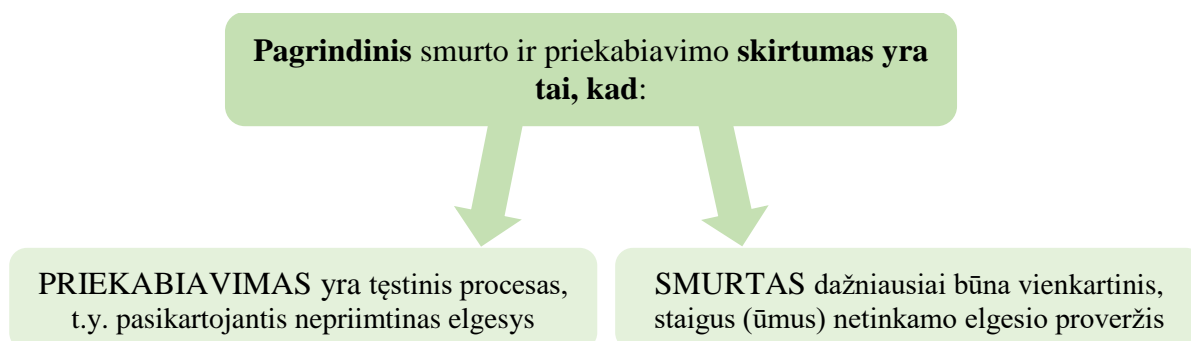 Pagrindinis smurto ir priekabiavimo skirtumas yra
tai, kad:
PRIEKABIAVIMAS yra tęstinis procesas,
t.y. pasikartojantis nepriimtinas elgesys
SMURTAS dažniausiai būna vienkartinis,
staigus (ūmus) netinkamo elgesio proveržis